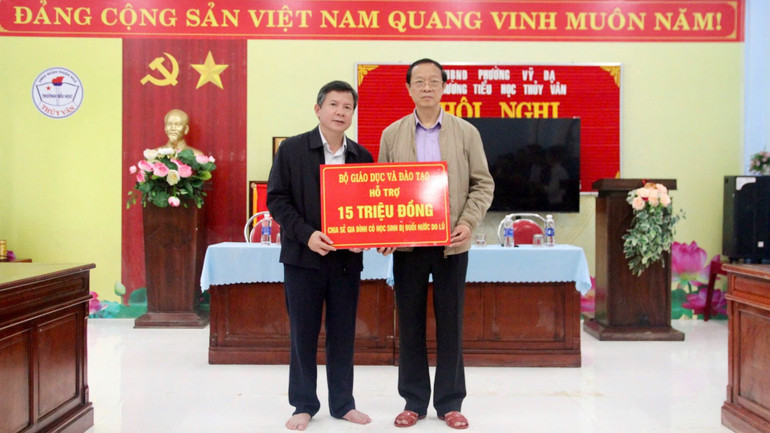 ĐẢNG CỘNG SẢN VIỆT NAM QUANG VINH MUÔN NĂM!
UBND PHƯỜNG VỸ DẠ
TRƯỜNG TIỂU HỌC THỦY VÂN
HỘI NGHỊ
THỦY VÂN
BỘ GIÁO DỤC VÀ ĐÀO TẠO
HỖ TRỢ
15 TRIỆU ĐỒNG
CHIA SẺ GIA ĐÌNH CÓ HỌC SINH BỊ ĐUỐI NƯỚC DO LŨ